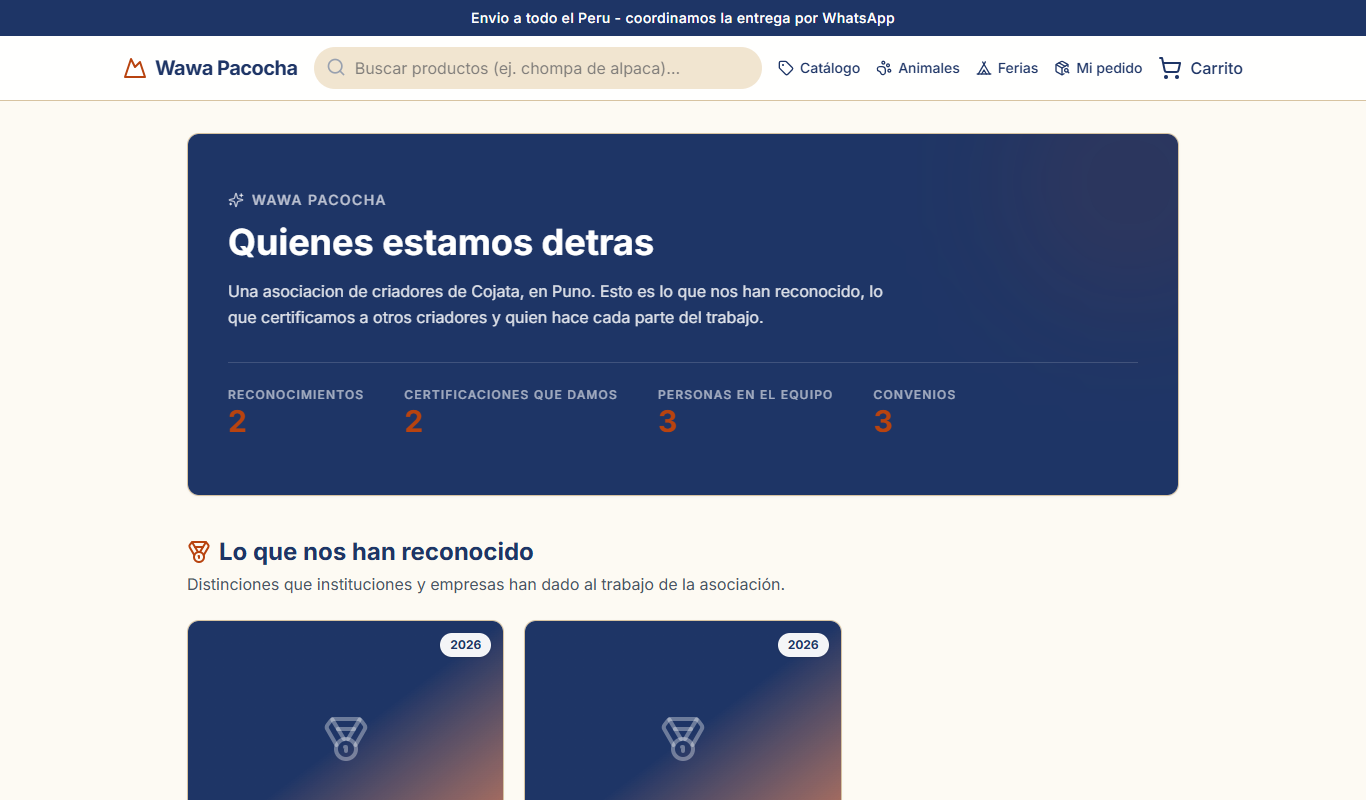 Envio a todo el Peru - coordinamos la entrega por WhatsApp
Wawa Pacocha
Buscar productos (ej. chompa de alpaca)...
Catálogo
Animales
Ferias
Mi pedido
Carrito
WAWA PACOCHA
Quienes estamos detras
Una asociacion de criadores de Cojata, en Puno. Esto es lo que nos han reconocido, lo
que certificamos a otros criadores y quien hace cada parte del trabajo.
RECONOCIMIENTOS
2
CERTIFICACIONES QUE DAMOS
2
PERSONAS EN EL EQUIPO
3
CONVENIOS
3
Lo que nos han reconocido
Distinciones que instituciones y empresas han dado al trabajo de la asociación.
2026
2026